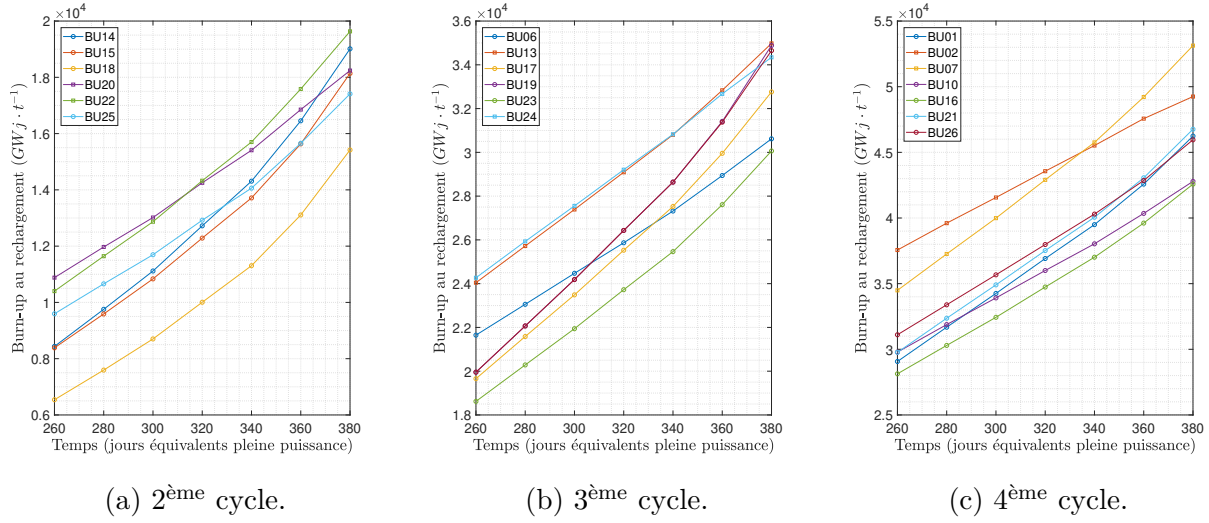 ×10⁴
2
1.8
1.6
1.4
1.2
1
0.8
0.6
Burn-up au rechargement (GWj · t⁻¹)
BU14
BU15
BU18
BU20
BU22
BU25
260 280 300 320 340 360 380
Temps (jours équivalents pleine puissance)
(a) 2ème cycle.
×10⁴
3.6
3.4
3.2
3
2.8
2.6
2.4
2.2
2
1.8
Burn-up au rechargement (GWj · t⁻¹)
BU06
BU13
BU17
BU19
BU23
BU24
260 280 300 320 340 360 380
Temps (jours équivalents pleine puissance)
(b) 3ème cycle.
×10⁴
5.5
5
4.5
4
3.5
3
2.5
Burn-up au rechargement (GWj · t⁻¹)
BU01
BU02
BU07
BU10
BU16
BU21
BU26
260 280 300 320 340 360 380
Temps (jours équivalents pleine puissance)
(c) 4ème cycle.